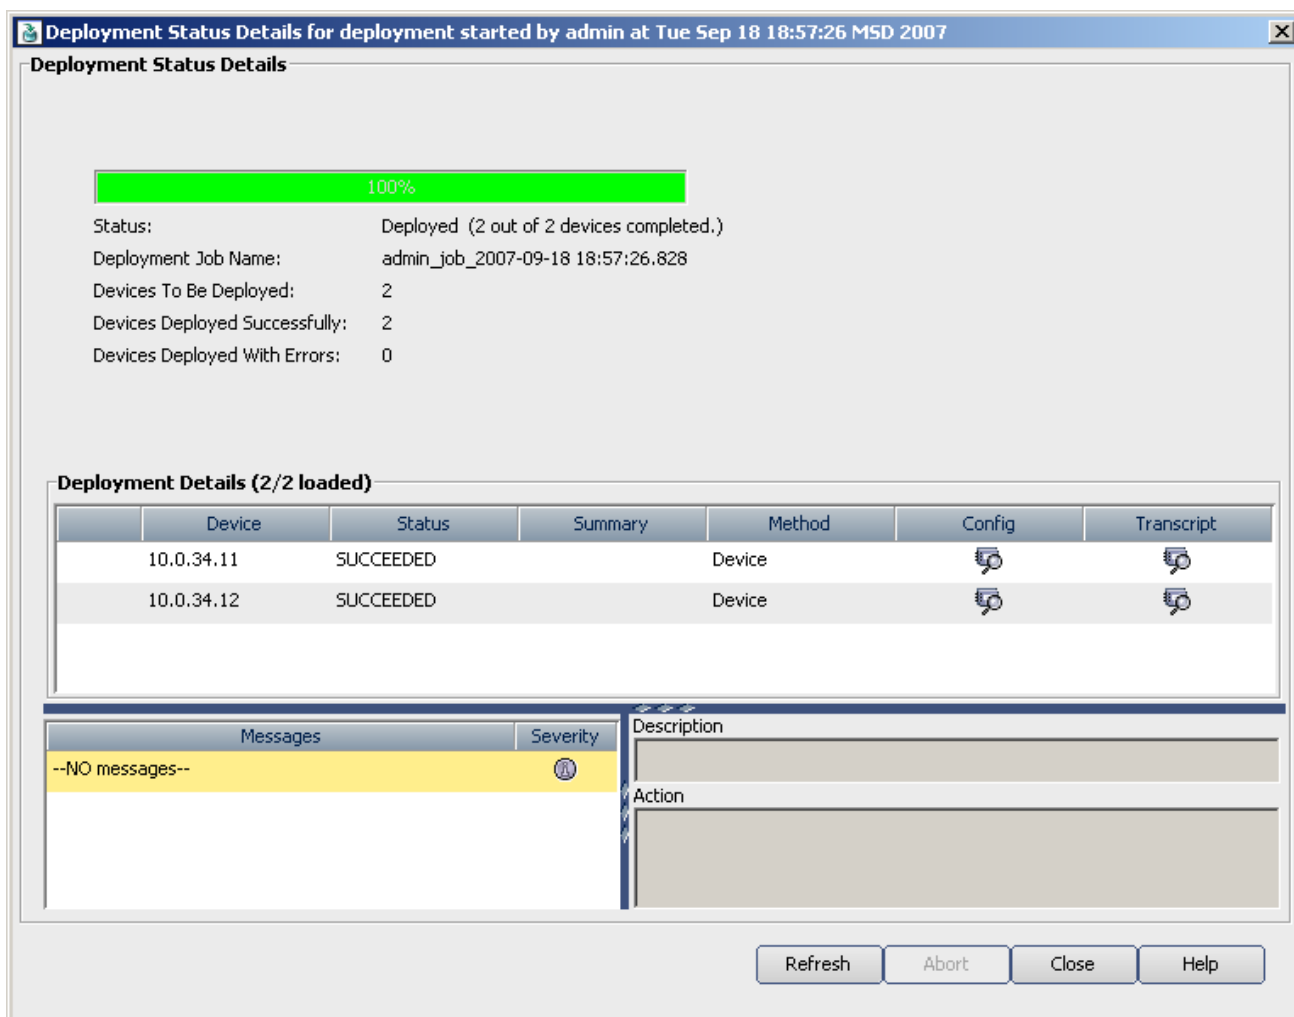 Deployment Status Details for deployment started by admin at Tue Sep 18 18:57:26 MSD 2007
Deployment Status Details
100%
Status: Deployed (2 out of 2 devices completed.)
Deployment Job Name: admin_job_2007-09-18 18:57:26.828
Devices To Be Deployed: 2
Devices Deployed Successfully: 2
Devices Deployed With Errors: 0
Deployment Details (2/2 loaded)
Device Status Summary Method Config Transcript
10.0.34.11 SUCCEEDED Device
10.0.34.12 SUCCEEDED Device
Messages Severity
--NO messages--
Description
Action
Refresh Abort Close Help